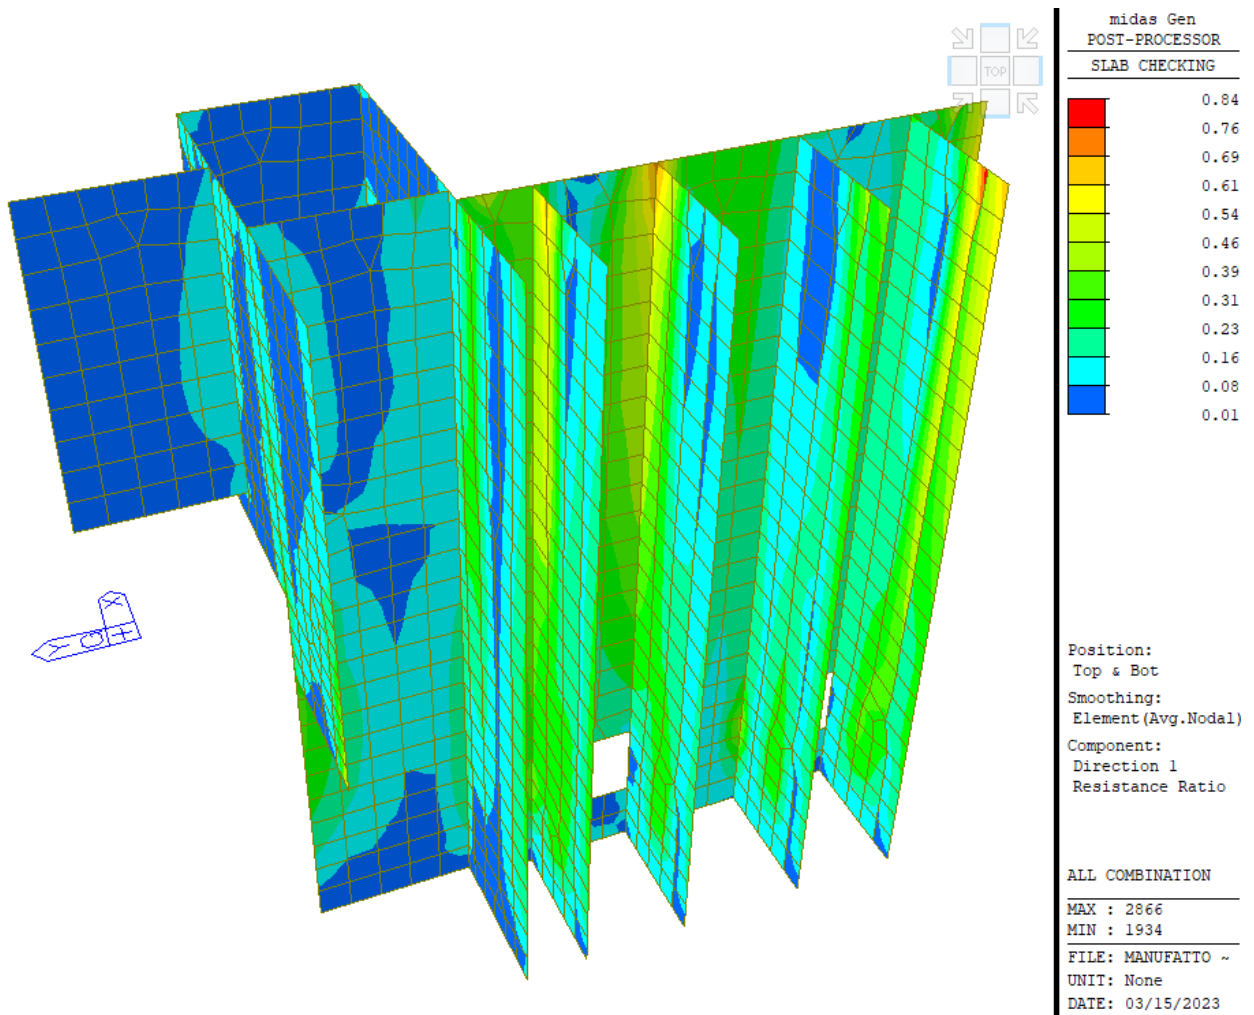 TOP
midas Gen
POST-PROCESSOR
SLAB CHECKING
0.84
0.76
0.69
0.61
0.54
0.46
0.39
0.31
0.23
0.16
0.08
0.01
Position:
Top & Bot
Smoothing:
Element(Avg.Nodal)
Component:
Direction 1
Resistance Ratio
ALL COMBINATION
MAX : 2866
MIN : 1934
FILE: MANUFATTO ~
UNIT: None
DATE: 03/15/2023
X
Y